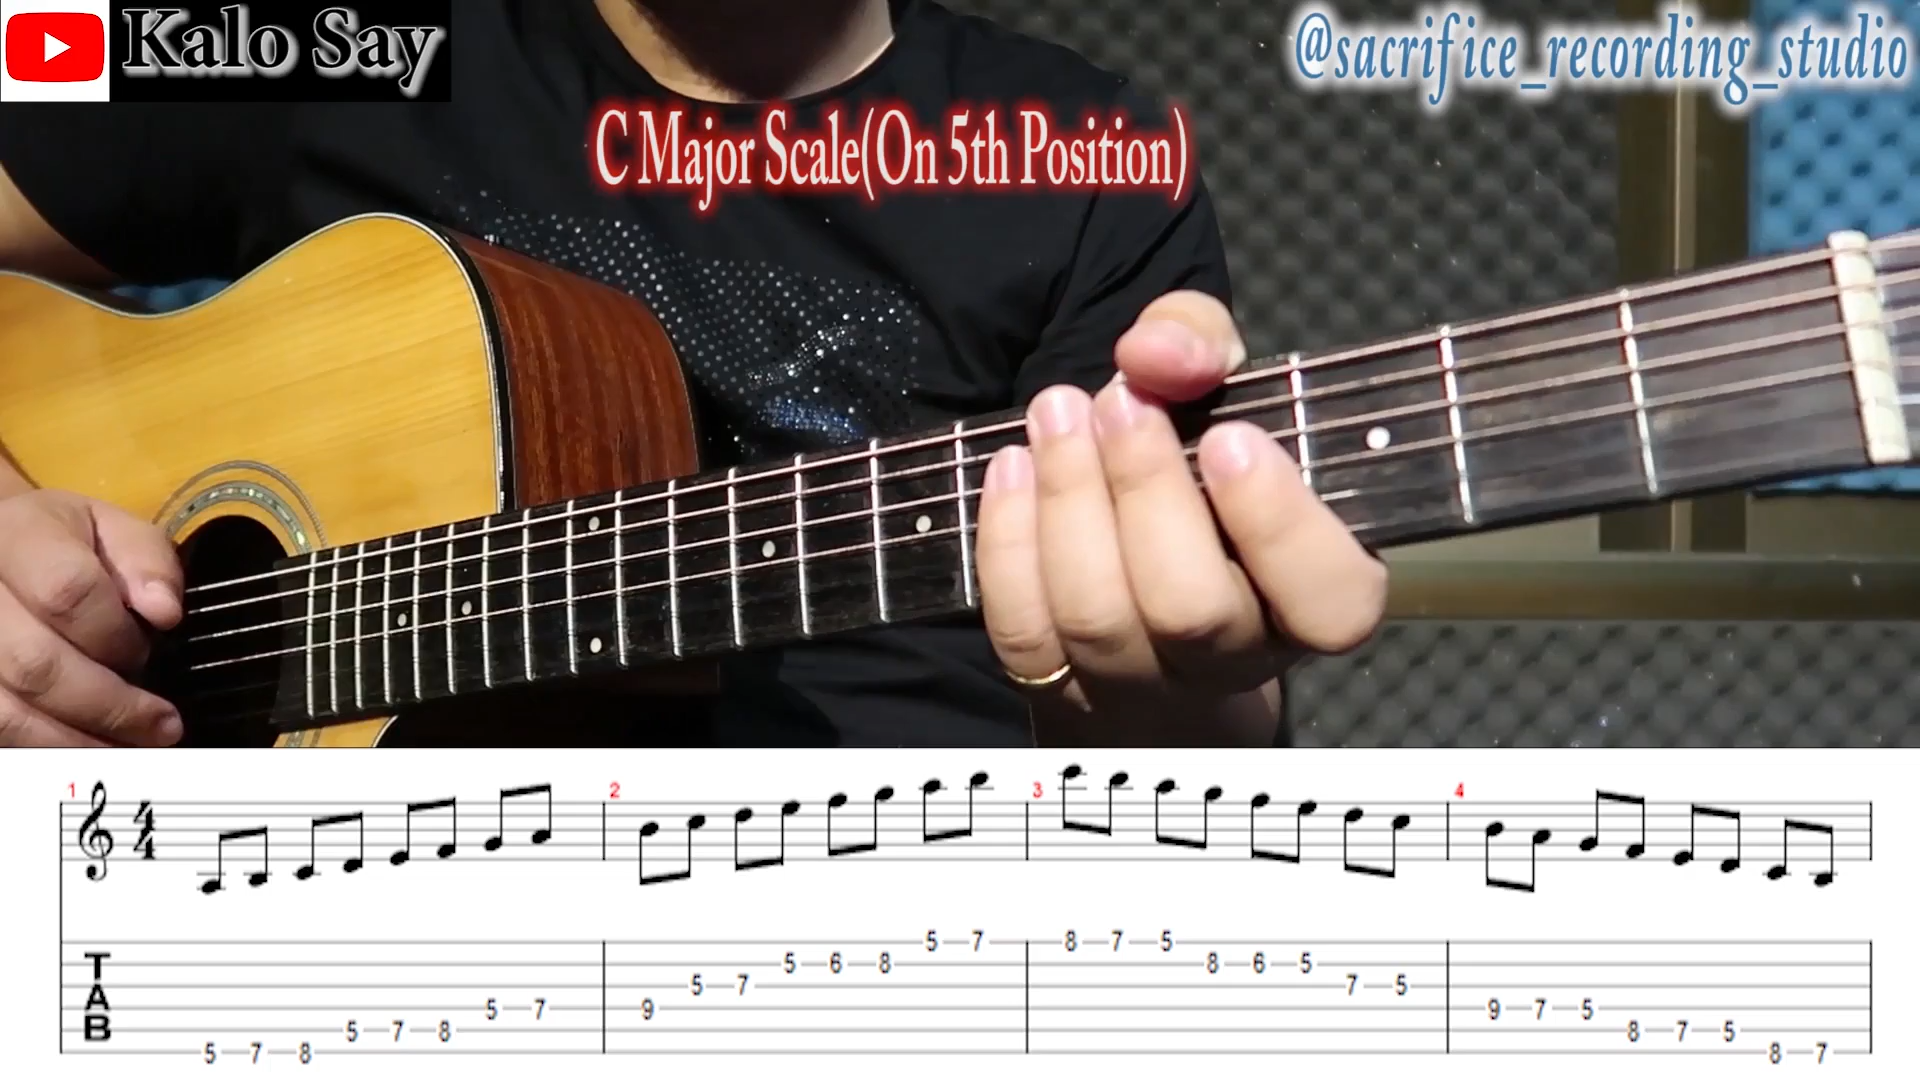 Kalo Say
@sacrifice_recording_studio
C Major Scale(On 5th Position)
1 2 3 4
4
4
5 7 8 7 5
T 5 6 8 8 6 5
A 5 7 7 5
5 7 9 9 7 5
B 5 7 8 8 7 5
5 7 8 8 7